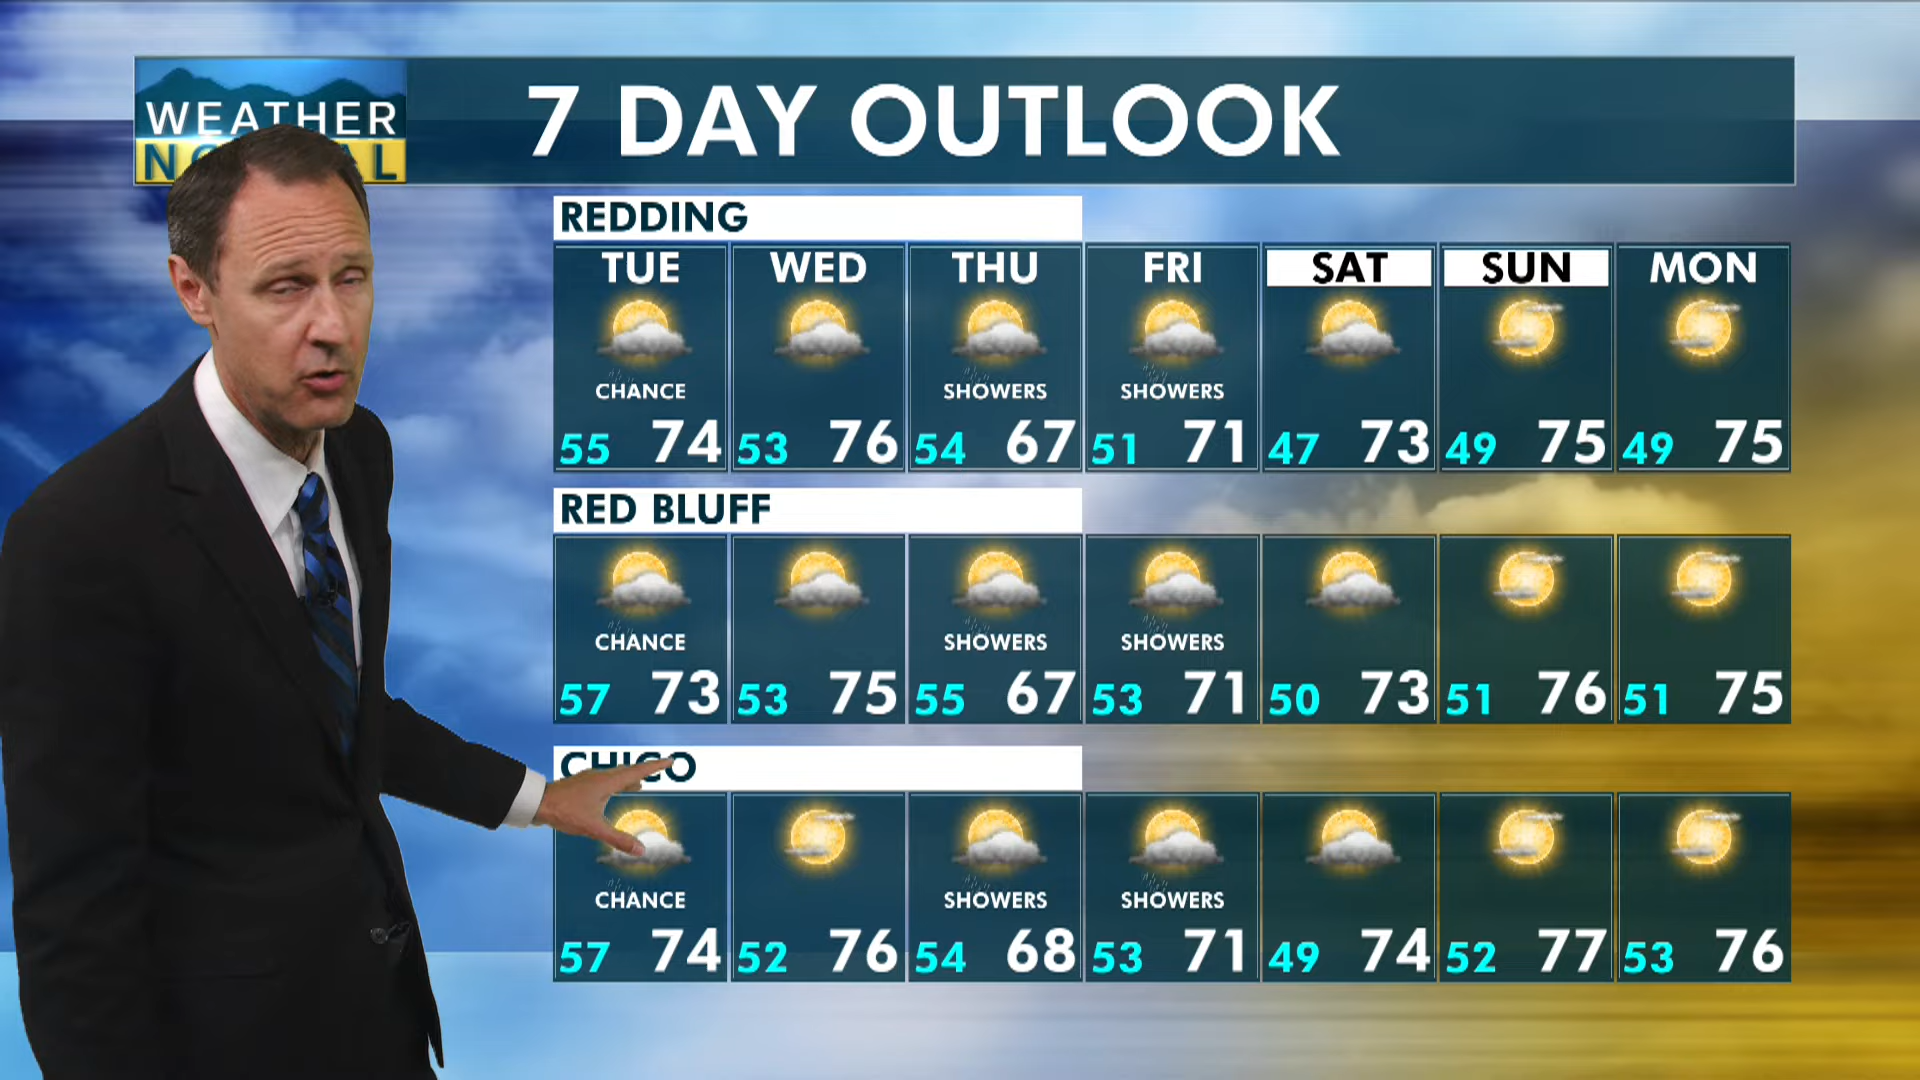 WEATHER
7 DAY OUTLOOK
REDDING
TUE WED THU FRI SAT SUN MON
CHANCE SHOWERS SHOWERS
55 74 53 76 54 67 51 71 47 73 49 75 49 75
RED BLUFF
CHANCE SHOWERS SHOWERS
57 73 53 75 55 67 53 71 50 73 51 76 51 75
CHICO
CHANCE SHOWERS SHOWERS
57 74 52 76 54 68 53 71 49 74 52 77 53 76